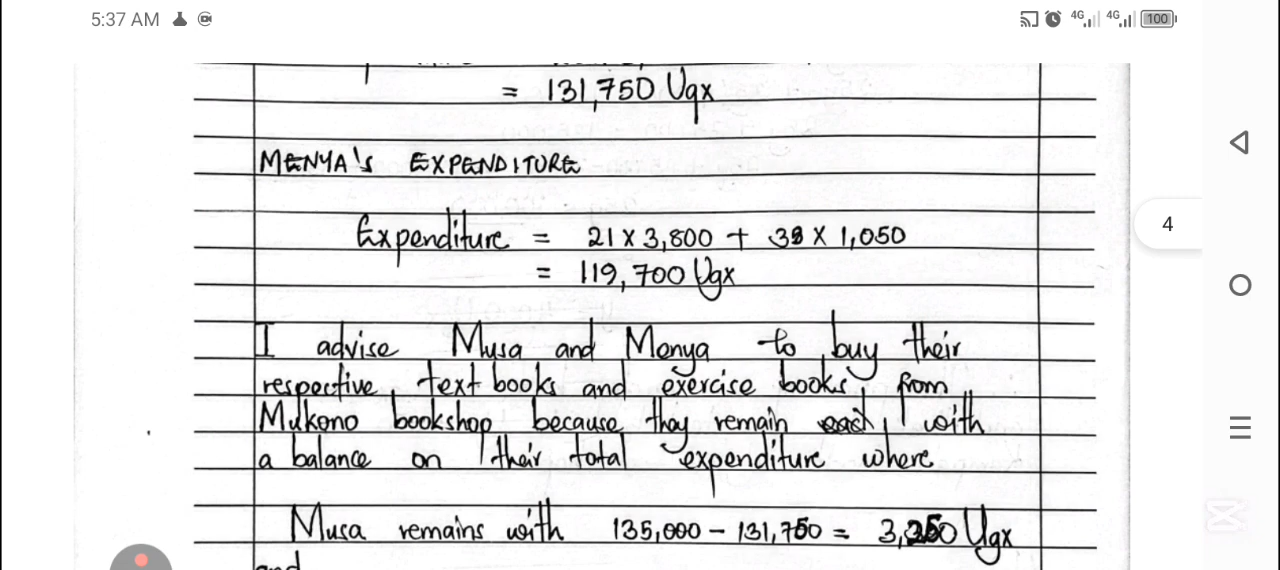 5:37 AM
4G 4G 100
= 131,750 Ugx
MENYA's EXPENDITURE
4
Expenditure = 21 x 3,800 + 38 x 1,050
= 119,700 Ugx
I advise Musa and Menya to buy their
respective text books and exercise books, from
Mukono bookshop because they remain each, with
a balance on their total expenditure where
Musa remains with 135,000 - 131,750 = 3,250 Ugx
and